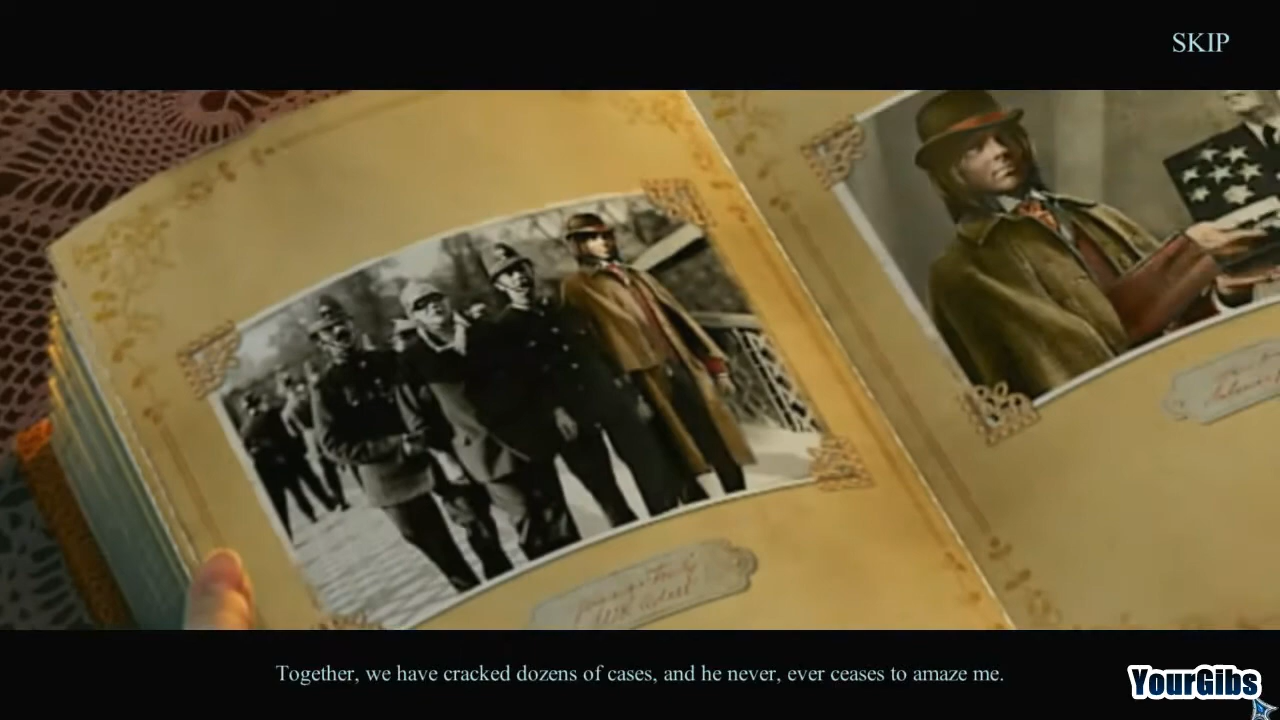 SKIP
Together, we have cracked dozens of cases, and he never, ever ceases to amaze me.
YourGibs